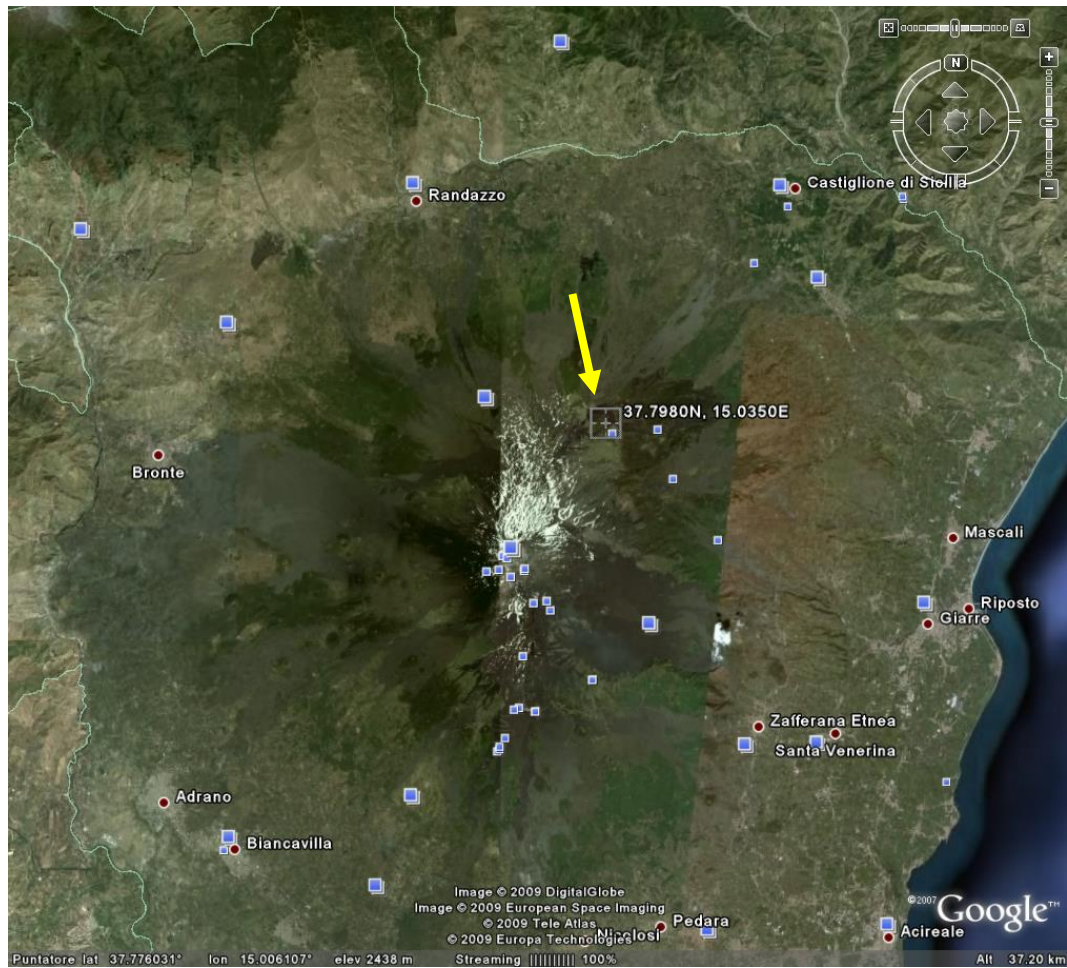 N
Randazzo
Castiglione di Sicilia
37.7980N, 15.0350E
Bronte
Mascali
Riposto
Giarre
Zafferana Etnea
Santa Venerina
Adrano
Biancavilla
Image © 2009 DigitalGlobe
Image © 2009 European Space Imaging
© 2009 Tele Atlas
© 2009 Europa Technologies
Pedara
Nicolosi
©2007 Google™
Acireale
Puntatore lat 37.776031° lon 15.006107° elev 2438 m Streaming |||||||||| 100% Alt 37.20 km